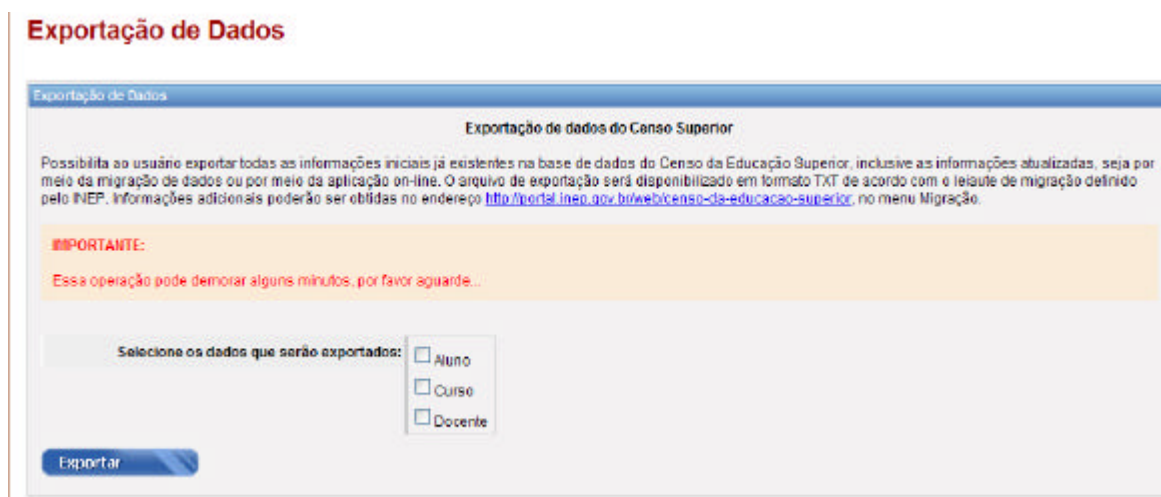 Exportação de Dados
Exportação de Dados
Exportação de dados do Censo Superior
Possibilita ao usuário exportar todas as informações iniciais já existentes na base de dados do Censo da Educação Superior, inclusive as informações atualizadas, seja por
meio da migração de dados ou por meio da aplicação on-line. O arquivo de exportação será disponibilizado em formato TXT de acordo com o leiaute de migração definido
pelo INEP. Informações adicionais poderão ser obtidas no endereço http://portal.inep.gov.br/web/censo-da-educacao-superior, no menu Migração.
IMPORTANTE:
Essa operação pode demorar alguns minutos, por favor aguarde...
Selecione os dados que serão exportados:
Aluno
Curso
Docente
Exportar